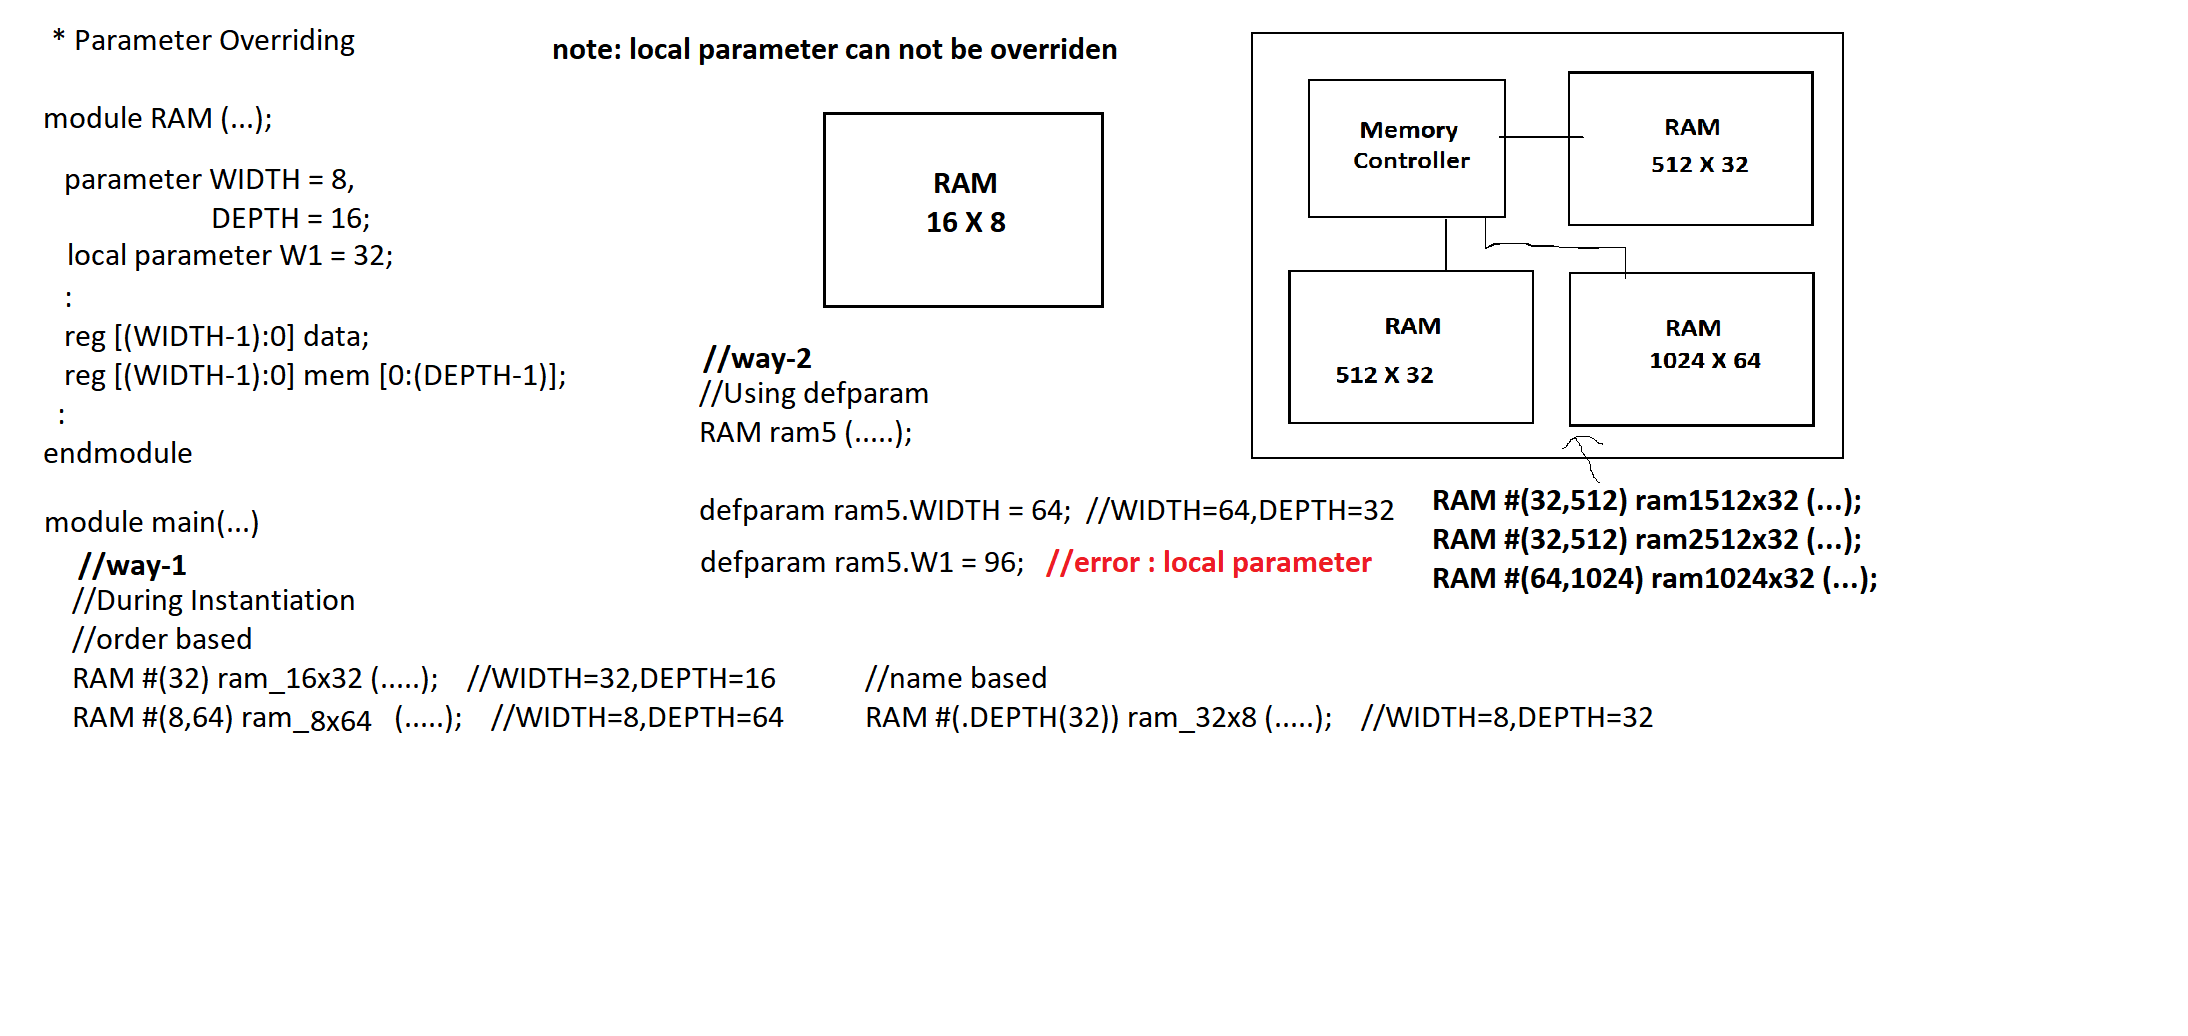 * Parameter Overriding
note: local parameter can not be overriden
module RAM (...);
parameter WIDTH = 8,
DEPTH = 16;
local parameter W1 = 32;
:
reg [(WIDTH-1):0] data;
reg [(WIDTH-1):0] mem [0:(DEPTH-1)];
:
endmodule
RAM
16 X 8
Memory
Controller
RAM
512 X 32
RAM
512 X 32
RAM
1024 X 64
//way-2
//Using defparam
RAM ram5 (.....);
defparam ram5.WIDTH = 64; //WIDTH=64,DEPTH=32
defparam ram5.W1 = 96; //error : local parameter
RAM #(32,512) ram1512x32 (...);
RAM #(32,512) ram2512x32 (...);
RAM #(64,1024) ram1024x32 (...);
module main(...)
//way-1
//During Instantiation
//order based
RAM #(32) ram_16x32 (.....); //WIDTH=32,DEPTH=16
RAM #(8,64) ram_8x64 (.....); //WIDTH=8,DEPTH=64
//name based
RAM #(.DEPTH(32)) ram_32x8 (.....); //WIDTH=8,DEPTH=32